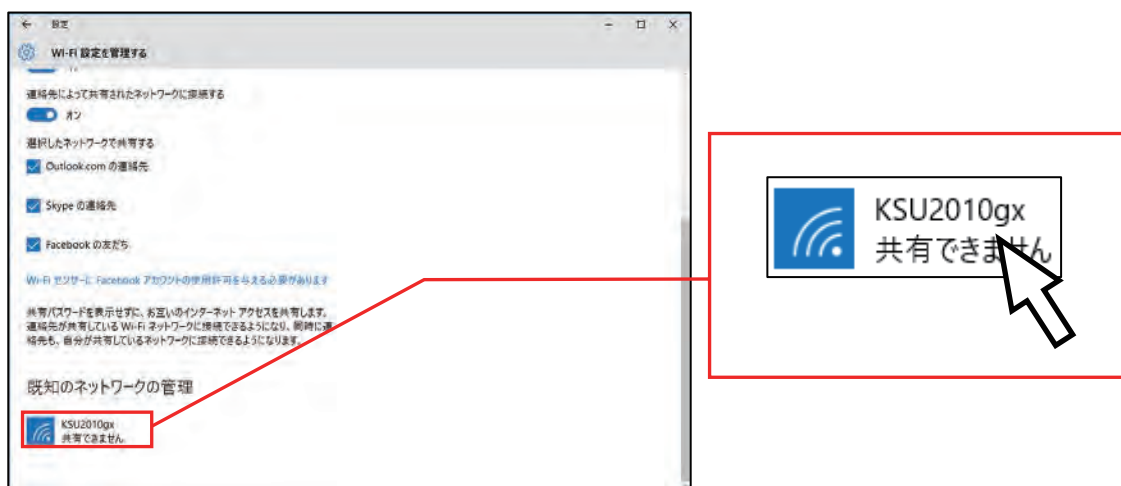 設定
Wi-Fi 設定を管理する
連絡先によって共有されたネットワークに接続する
オン
選択したネットワークで共有する
Outlook.com の連絡先
Skype の連絡先
Facebook の友だち
Wi-Fi センサーに Facebook アカウントの使用許可を与える必要があります
共有パスワードを表示せずに、お互いのインターネット アクセスを共有します。
連絡先が共有している Wi-Fi ネットワークに接続できるようになり、同時に連
絡先も、自分が共有しているネットワークに接続できるようになります。
既知のネットワークの管理
KSU2010gx
共有できません
KSU2010gx
共有できません